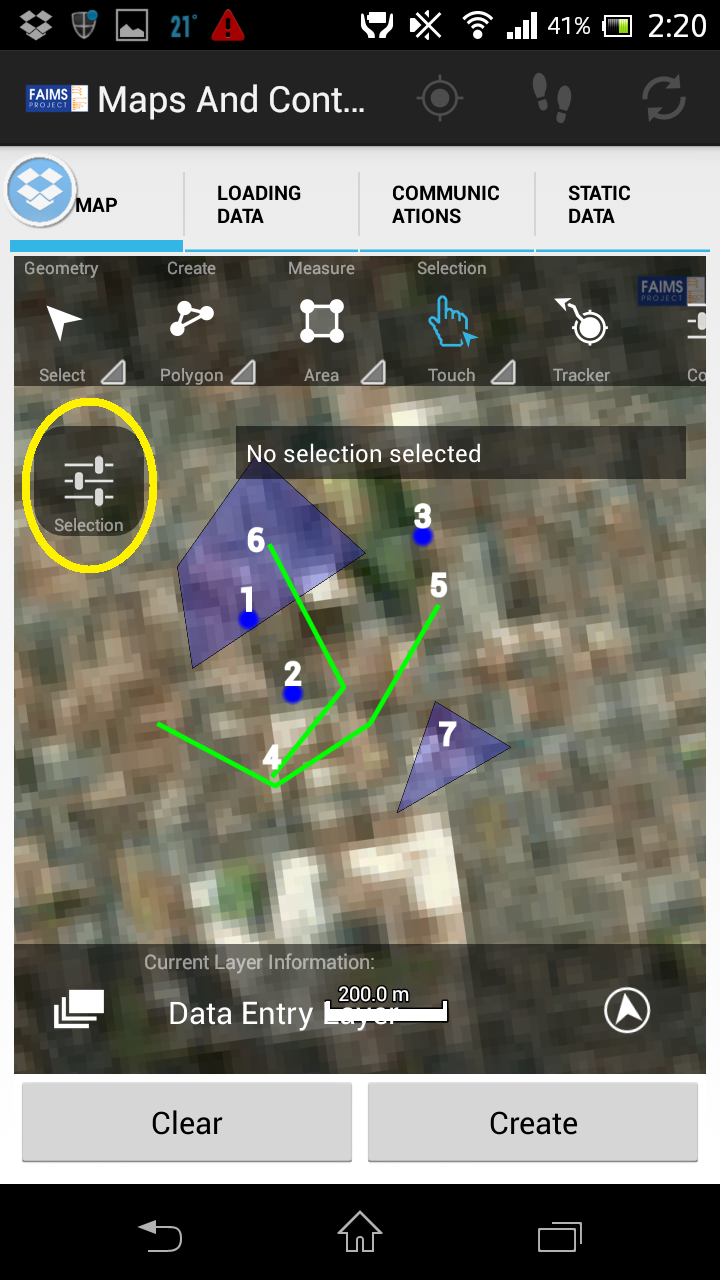 21° 41% 2:20
FAIMS PROJECT Maps And Cont...
MAP
LOADING DATA
COMMUNIC ATIONS
STATIC DATA
Geometry Create Measure Selection
FAIMS PROJECT
Select Polygon Area Touch Tracker Co
No selection selected
Selection
3
6
5
1
2
7
4
Current Layer Information:
200.0 m
Data Entry Layer
Clear Create